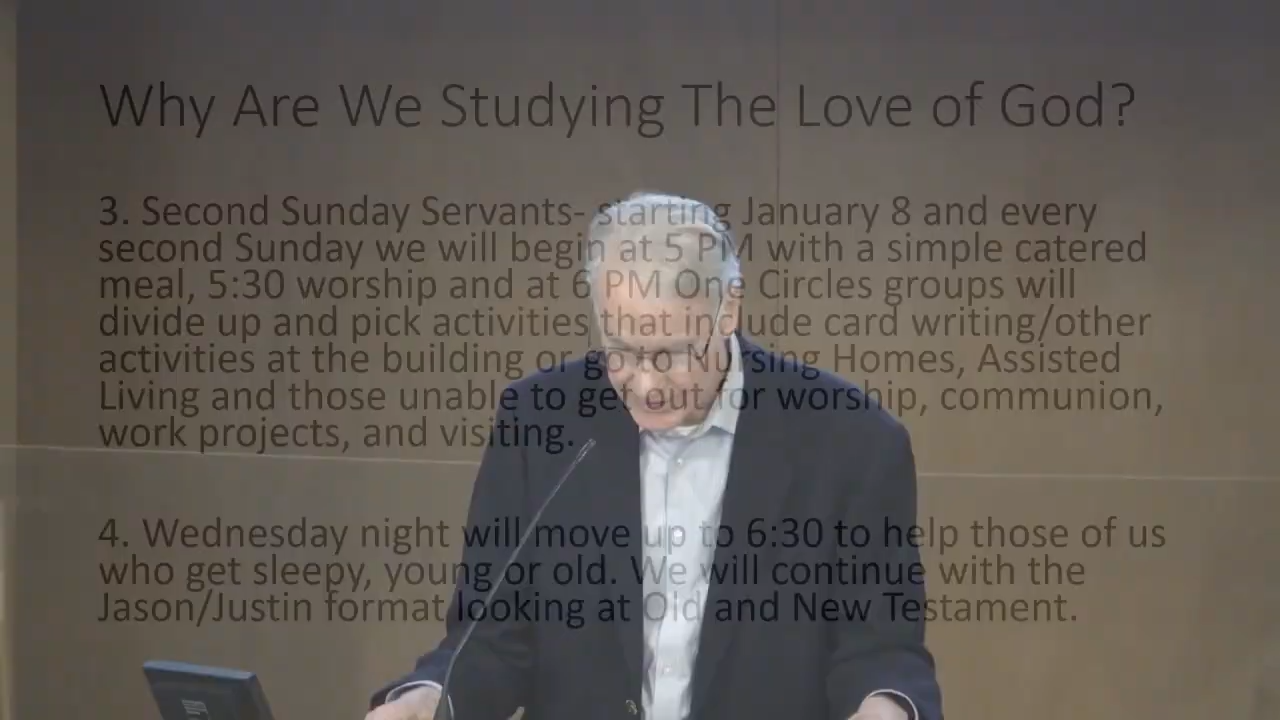 Why Are We Studying The Love of God?
3. Second Sunday Servants- starting January 8 and every
second Sunday we will begin at 5 PM with a simple catered
meal, 5:30 worship and at 6 PM One Circles groups will
divide up and pick activities that include card writing/other
activities at the building or go to Nursing Homes, Assisted
Living and those unable to get out for worship, communion,
work projects, and visiting.
4. Wednesday night will move up to 6:30 to help those of us
who get sleepy, young or old. We will continue with the
Jason/Justin format looking at Old and New Testament.